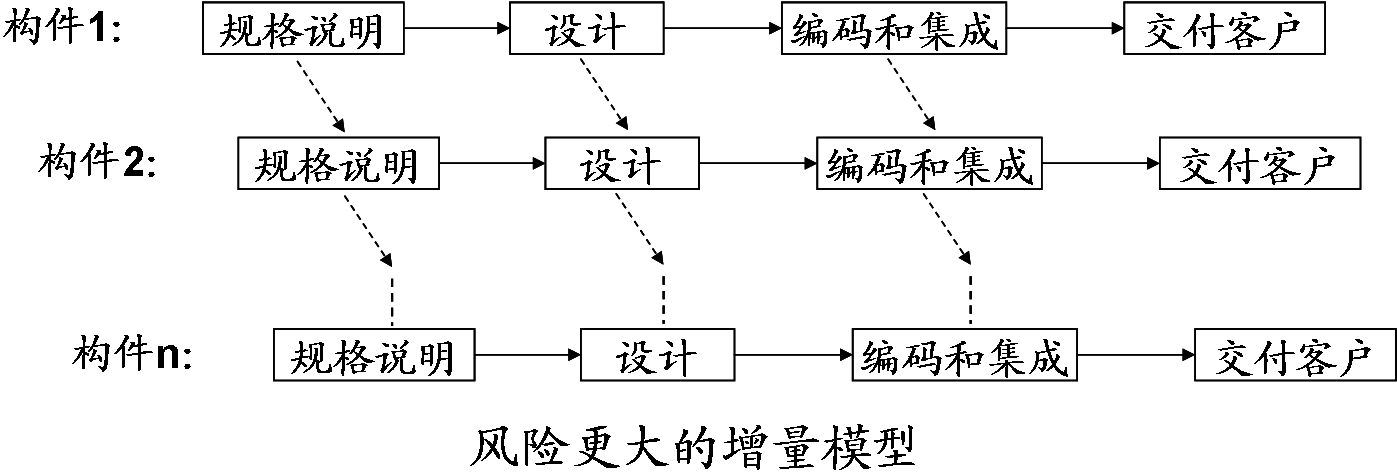 构件1: 规格说明 设计 编码和集成 交付客户
构件2: 规格说明 设计 编码和集成 交付客户
构件n: 规格说明 设计 编码和集成 交付客户
风险更大的增量模型